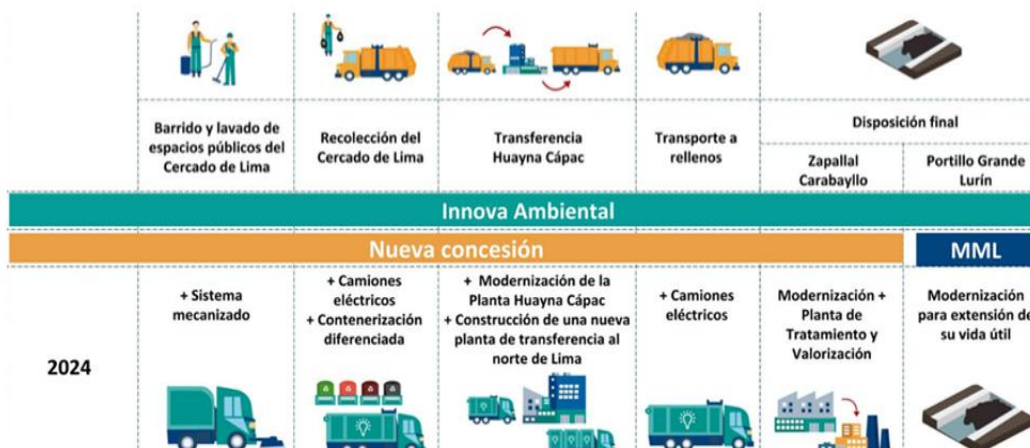 Barrido y lavado de
espacios públicos del
Cercado de Lima
Recolección del
Cercado de Lima
Transferencia
Huayna Cápac
Transporte a
rellenos
Disposición final
Zapallal
Carabayllo
Portillo Grande
Lurín
Innova Ambiental
Nueva concesión
MML
2024
+ Sistema
mecanizado
+ Camiones
eléctricos
+ Contenerización
diferenciada
+ Modernización de la
Planta Huayna Cápac
+ Construcción de una nueva
planta de transferencia al
norte de Lima
+ Camiones
eléctricos
Modernización +
Planta de
Tratamiento y
Valorización
Modernización
para extensión de
su vida útil